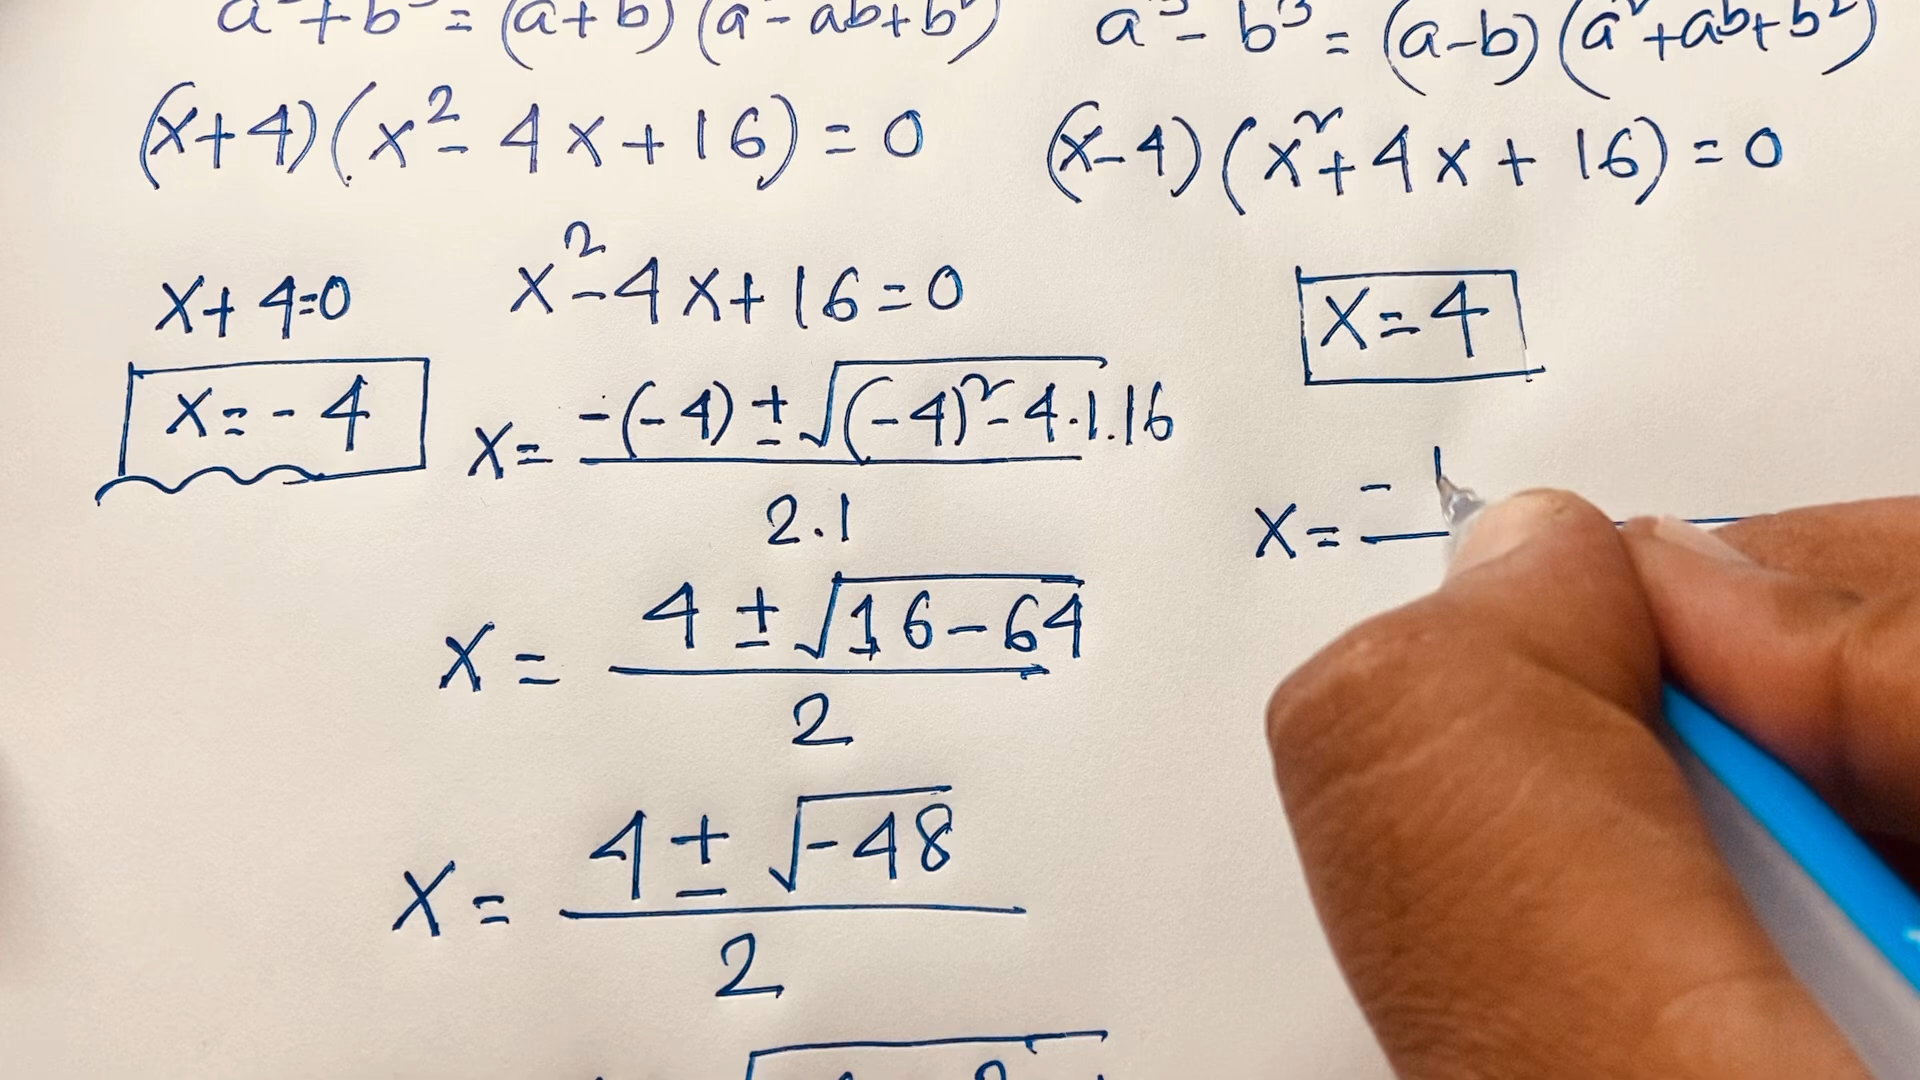 a³+b³=(a+b)(a²-ab+b²)
(x+4)(x²-4x+16)=0
x+4=0
x=-4
x²-4x+16=0
x= -(-4)±√(-4)²-4.1.16
2.1
x= 4±√16-64
2
x= 4±√-48
2
a³-b³=(a-b)(a²+ab+b²)
(x-4)(x²+4x+16)=0
x=4
x= -